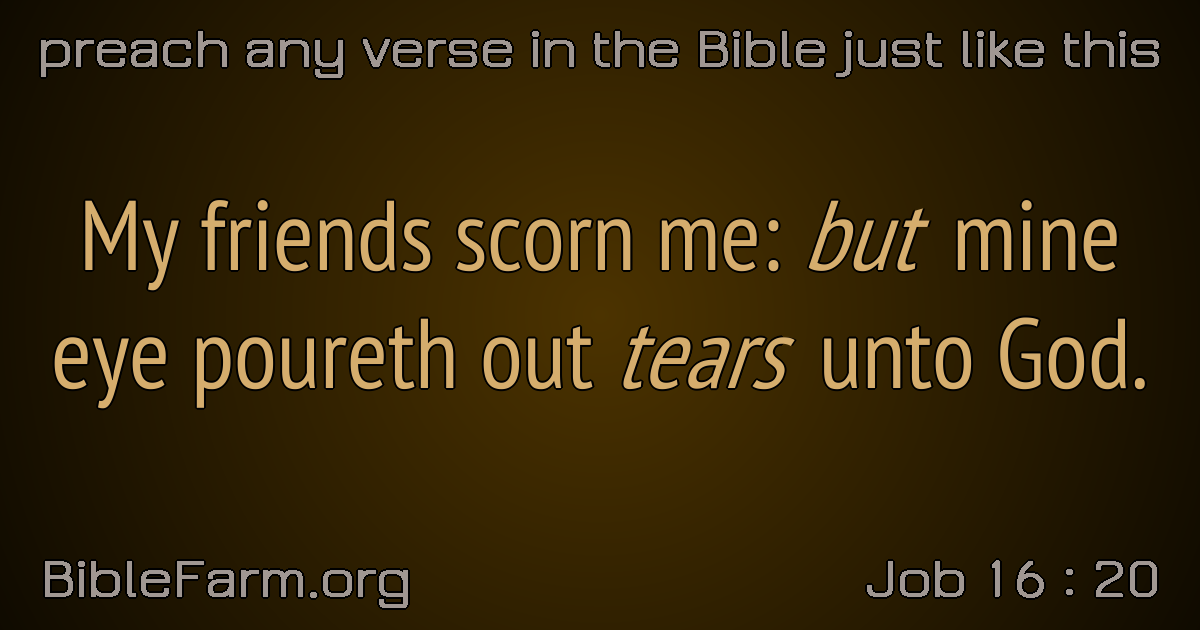 preach any verse in the Bible just like this
My friends scorn me: but mine
eye poureth out tears unto God.
BibleFarm.org
Job 16 : 20